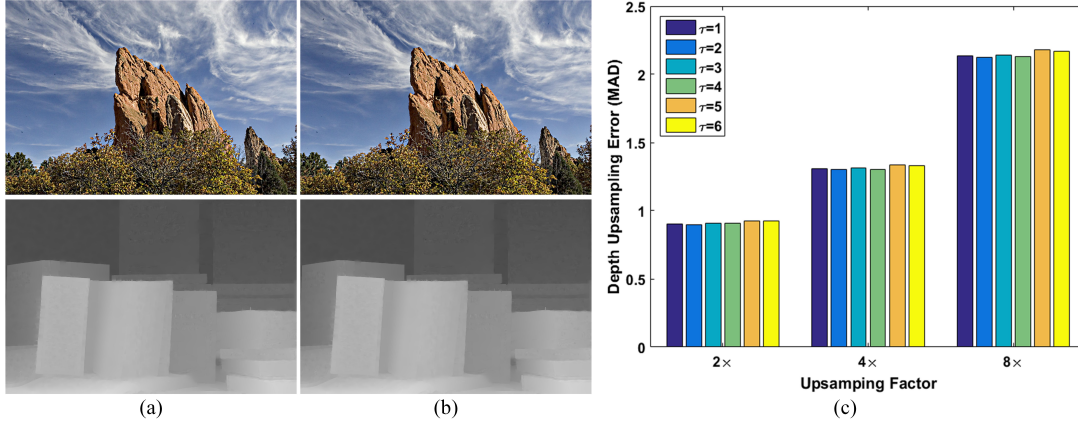 2.5
2
1.5
1
0.5
0
Depth Upsampling Error (MAD)
τ=1
τ=2
τ=3
τ=4
τ=5
τ=6
2×
4×
8×
Upsamping Factor
(a)
(b)
(c)